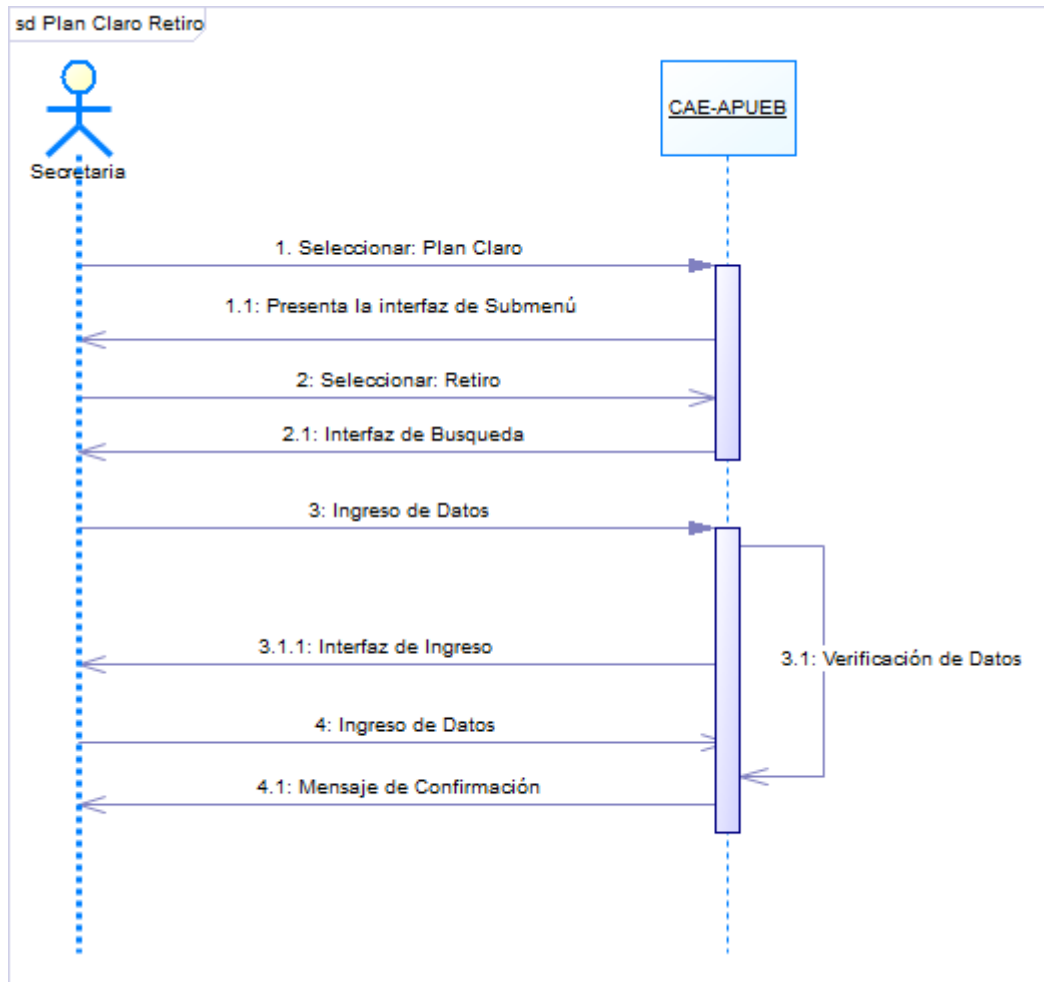 sd Plan Claro Retiro
CAE-APUEB
Secretaria
1. Seleccionar: Plan Claro
1.1: Presenta la interfaz de Submenú
2: Seleccionar: Retiro
2.1: Interfaz de Busqueda
3: Ingreso de Datos
3.1.1: Interfaz de Ingreso
3.1: Verificación de Datos
4: Ingreso de Datos
4.1: Mensaje de Confirmación